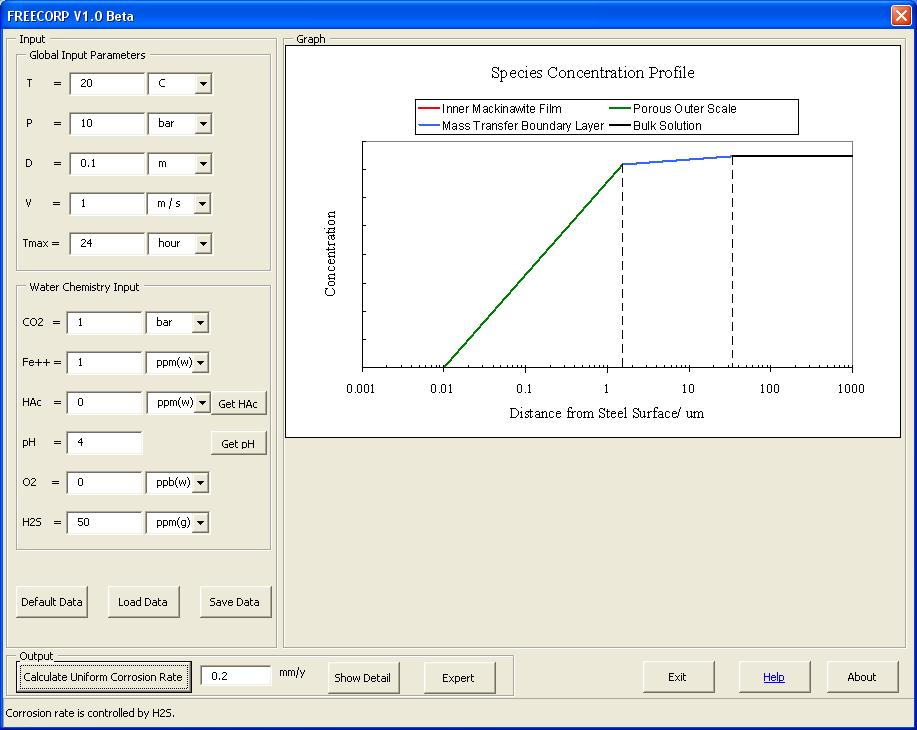 FREECORP V1.0 Beta
Input
Global Input Parameters
T = 20 C
P = 10 bar
D = 0.1 m
V = 1 m / s
Tmax = 24 hour
Water Chemistry Input
CO2 = 1 bar
Fe++ = 1 ppm(w)
HAc = 0 ppm(w) Get HAc
pH = 4 Get pH
O2 = 0 ppb(w)
H2S = 50 ppm(g)
Default Data Load Data Save Data
Graph
Species Concentration Profile
Inner Mackinawite Film Porous Outer Scale
Mass Transfer Boundary Layer Bulk Solution
Concentration
0.001 0.01 0.1 1 10 100 1000
Distance from Steel Surface/ um
Output
Calculate Uniform Corrosion Rate 0.2 mm/y Show Detail Expert Exit Help About
Corrosion rate is controlled by H2S.